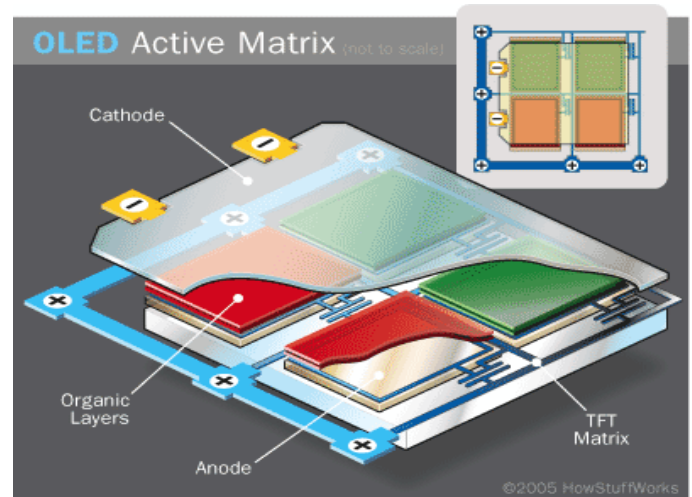 OLED Active Matrix (not to scale)
Cathode
Organic
Layers
Anode
TFT
Matrix
©2005 HowStuffWorks